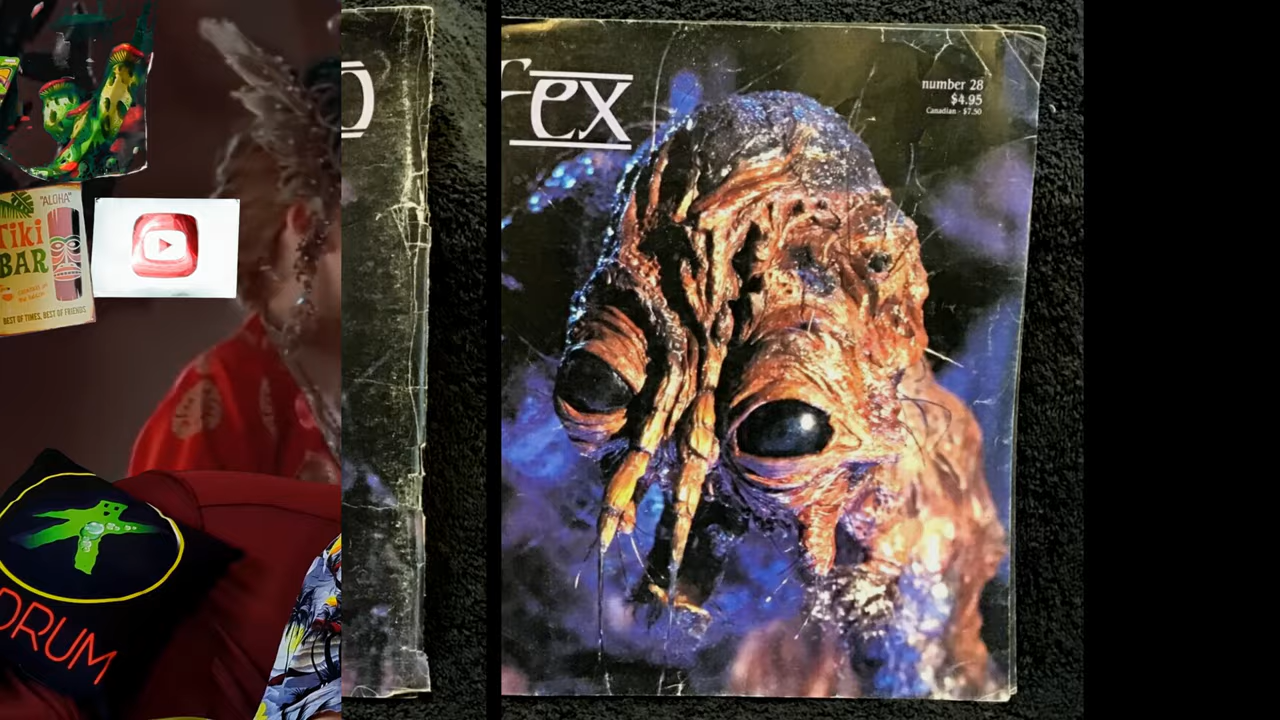 "ALOHA"
Tiki
BAR
BEST OF TIMES, BEST OF FRIENDS
DRUM
fex
number 28
$4.95
Canadian - $7.50